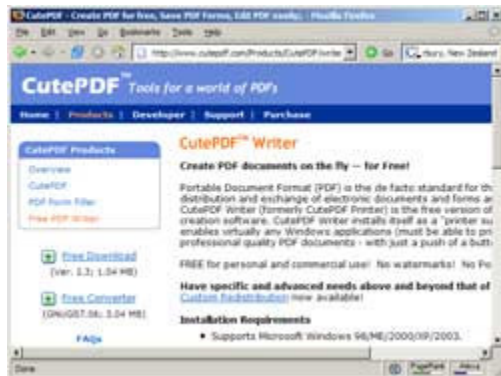 CutePDF - Create PDF for free, Save PDF Forms, Edit PDF easily. - Mozilla Firefox
File Edit View Go Bookmarks Tools Help
http://www.cutepdf.com/Products/CutePDF/writer Go
CutePDF™ Tools for a world of PDFs
Home | Products | Developer | Support | Purchase
CutePDF Products
Overview
CutePDF
PDF Form Filler
Free PDF Writer
Free Download
(Ver. 2.3; 1.04 MB)
Free Converter
3.04 MB)
FAQs
CutePDF™ Writer
Create PDF documents on the fly — for Free!
Portable Document Format (PDF) is the de facto standard for th
distribution and exchange of electronic documents and forms a
CutePDF Writer (formerly CutePDF Printer) is the free version of
creation software. CutePDF Writer installs itself as a "printer su
enables virtually any Windows applications (must be able to pri
professional quality PDF documents - with just a push of a butt
FREE for personal and commercial use! No watermarks! No Po
Have specific and advanced needs above and beyond that of
Custom Redistribution now available!
Installation Requirements
• Supports Microsoft Windows 98/ME/2000/XP/2003.
Done